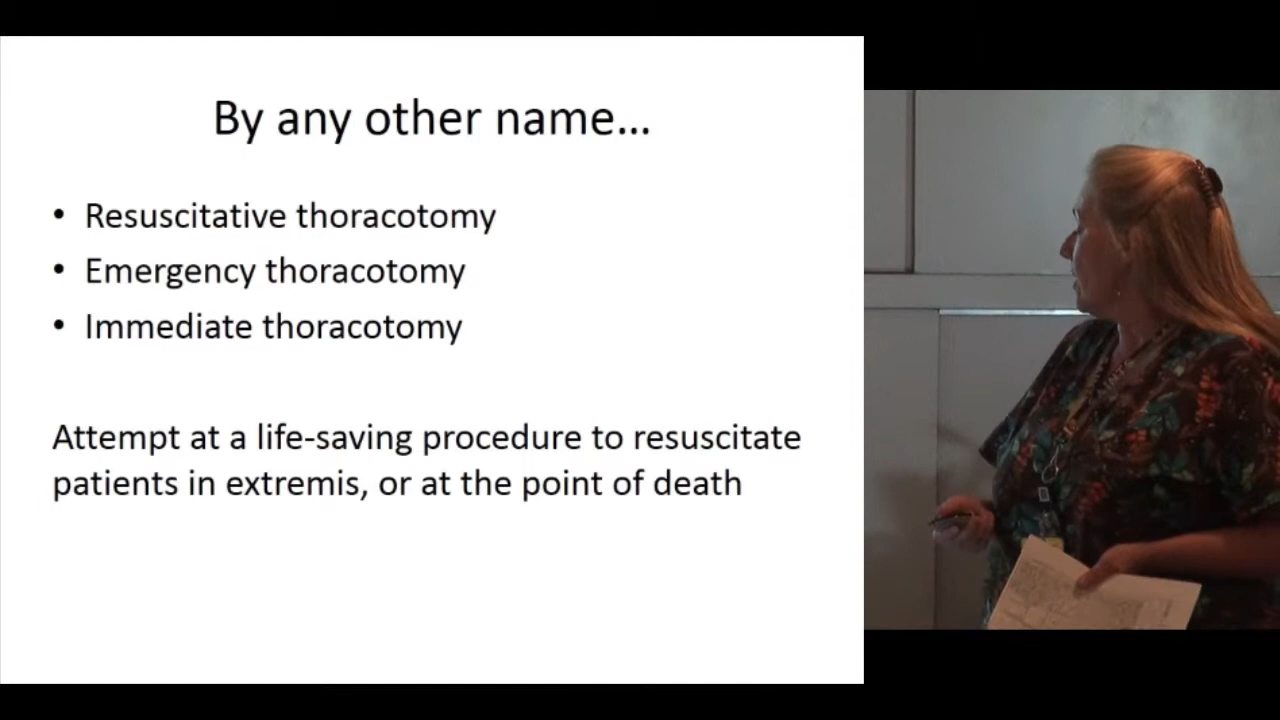 By any other name...
• Resuscitative thoracotomy
• Emergency thoracotomy
• Immediate thoracotomy
Attempt at a life-saving procedure to resuscitate
patients in extremis, or at the point of death